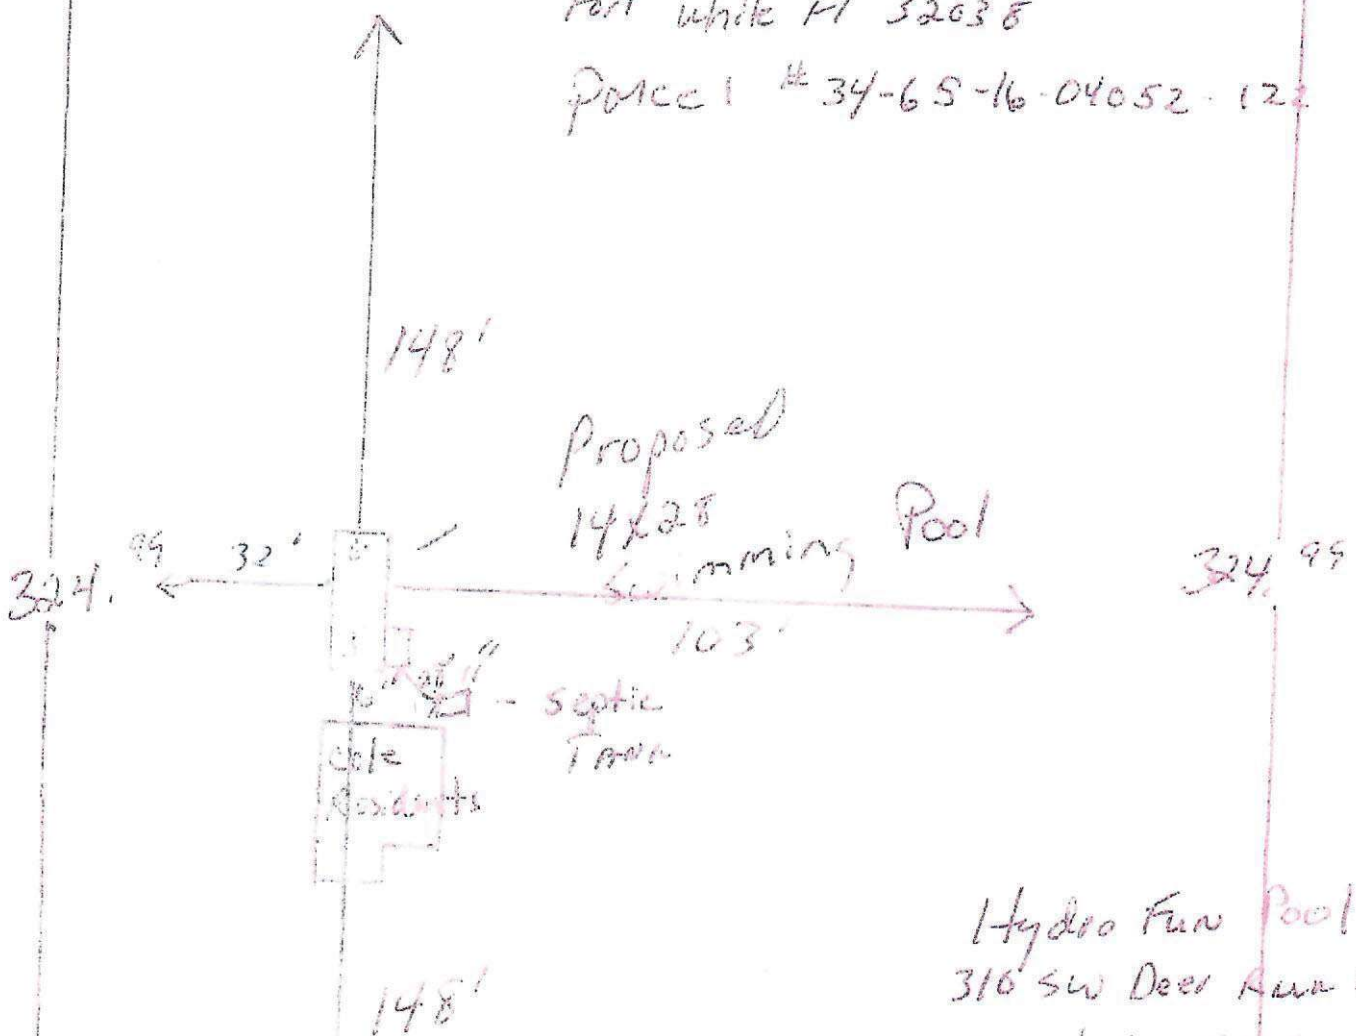 Fort White Fl 32038
Parcel # 34-6S-16-04052-122
148'
Proposed
14x28
Swimming Pool
324.99
32'
324.99
103'
- Septic
Tank
Cole
Residents
Hydro Fun Pool
310 SW Deer Run
148'